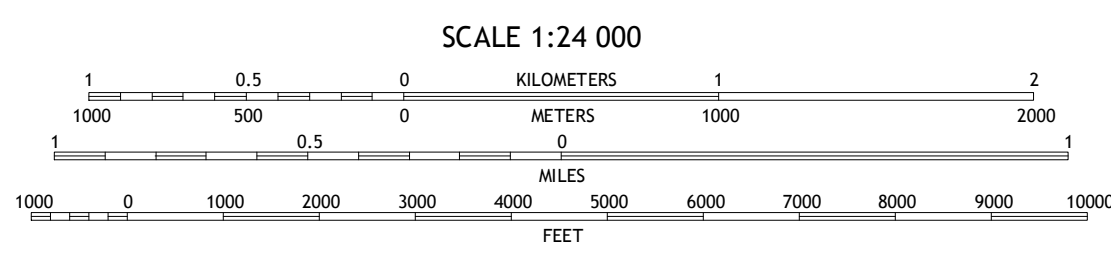 SCALE 1:24 000
1 0.5 0 KILOMETERS 1 2
1000 500 0 METERS 1000 2000
1 0.5 0 1
MILES
1000 0 1000 2000 3000 4000 5000 6000 7000 8000 9000 10000
FEET